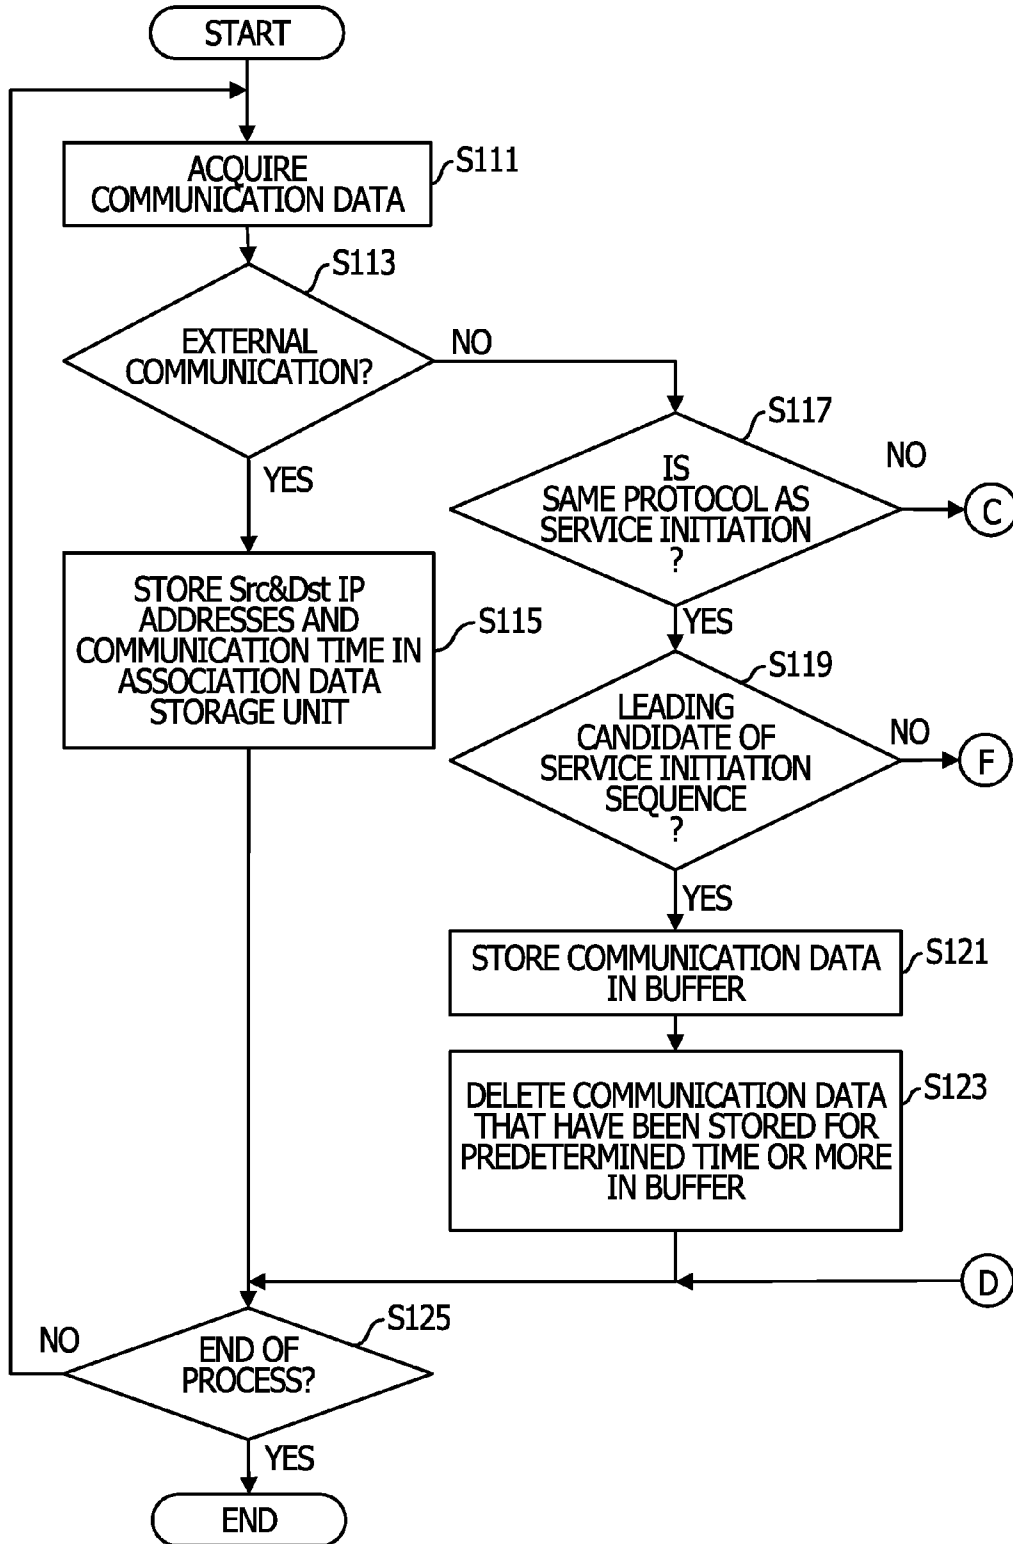 START
ACQUIRE
COMMUNICATION DATA
S111
S113
EXTERNAL
COMMUNICATION?
NO
YES
S117
IS
SAME PROTOCOL AS
SERVICE INITIATION
?
NO
C
YES
STORE Src&Dst IP
ADDRESSES AND
COMMUNICATION TIME IN
ASSOCIATION DATA
STORAGE UNIT
S115
S119
LEADING
CANDIDATE OF
SERVICE INITIATION
SEQUENCE
?
NO
F
YES
STORE COMMUNICATION DATA
IN BUFFER
S121
DELETE COMMUNICATION DATA
THAT HAVE BEEN STORED FOR
PREDETERMINED TIME OR MORE
IN BUFFER
S123
D
S125
END OF
PROCESS?
NO
YES
END